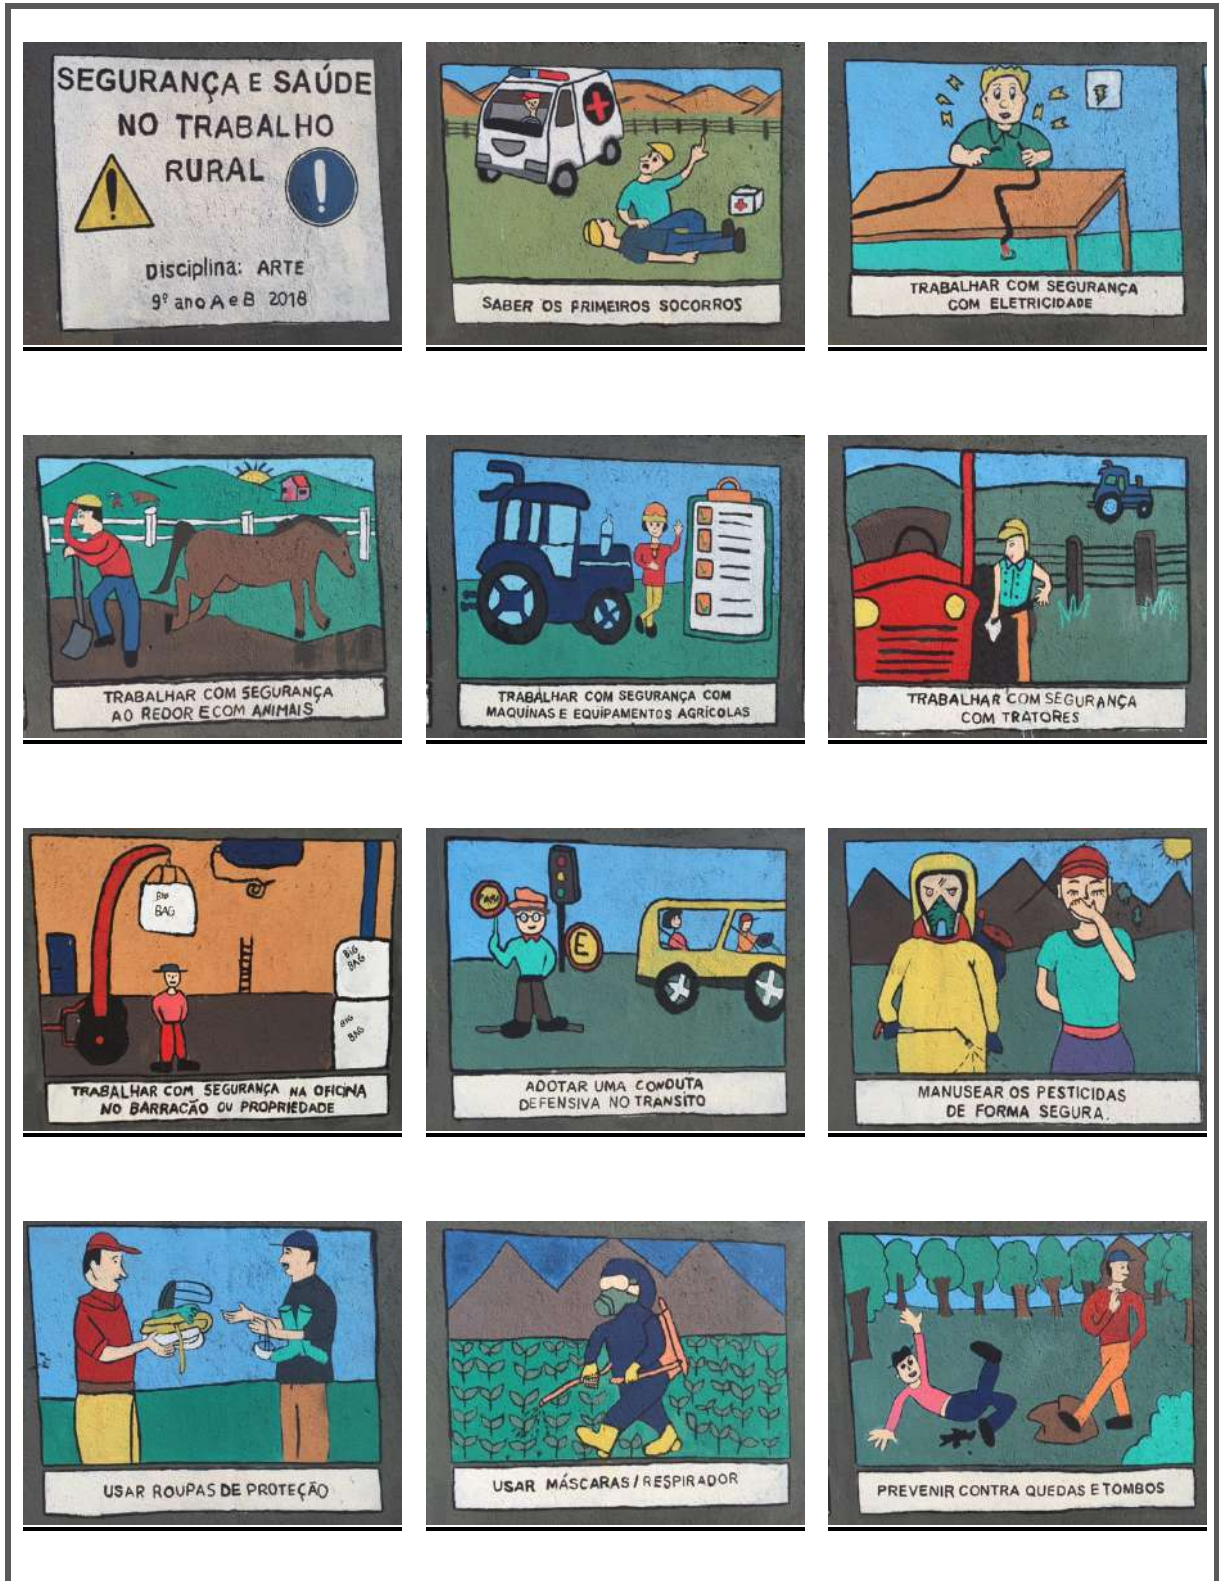 SEGURANÇA E SAÚDE
NO TRABALHO
RURAL
Disciplina: ARTE
9º ano A e B 2018
SABER OS PRIMEIROS SOCORROS
TRABALHAR COM SEGURANÇA
COM ELETRICIDADE
TRABALHAR COM SEGURANÇA
AO REDOR E COM ANIMAIS
TRABALHAR COM SEGURANÇA COM
MAQUINAS E EQUIPAMENTOS AGRÍCOLAS
TRABALHAR COM SEGURANÇA
COM TRATORES
BIG
BAG
BIG
BAG
BIG
BAG
TRABALHAR COM SEGURANÇA NA OFICINA
NO BARRACÃO OU PROPRIEDADE
E
ADOTAR UMA CONDUTA
DEFENSIVA NO TRANSÍTO
MANUSEAR OS PESTICIDAS
DE FORMA SEGURA.
USAR ROUPAS DE PROTEÇÃO
USAR MÁSCARAS / RESPIRADOR
PREVENIR CONTRA QUEDAS E TOMBOS